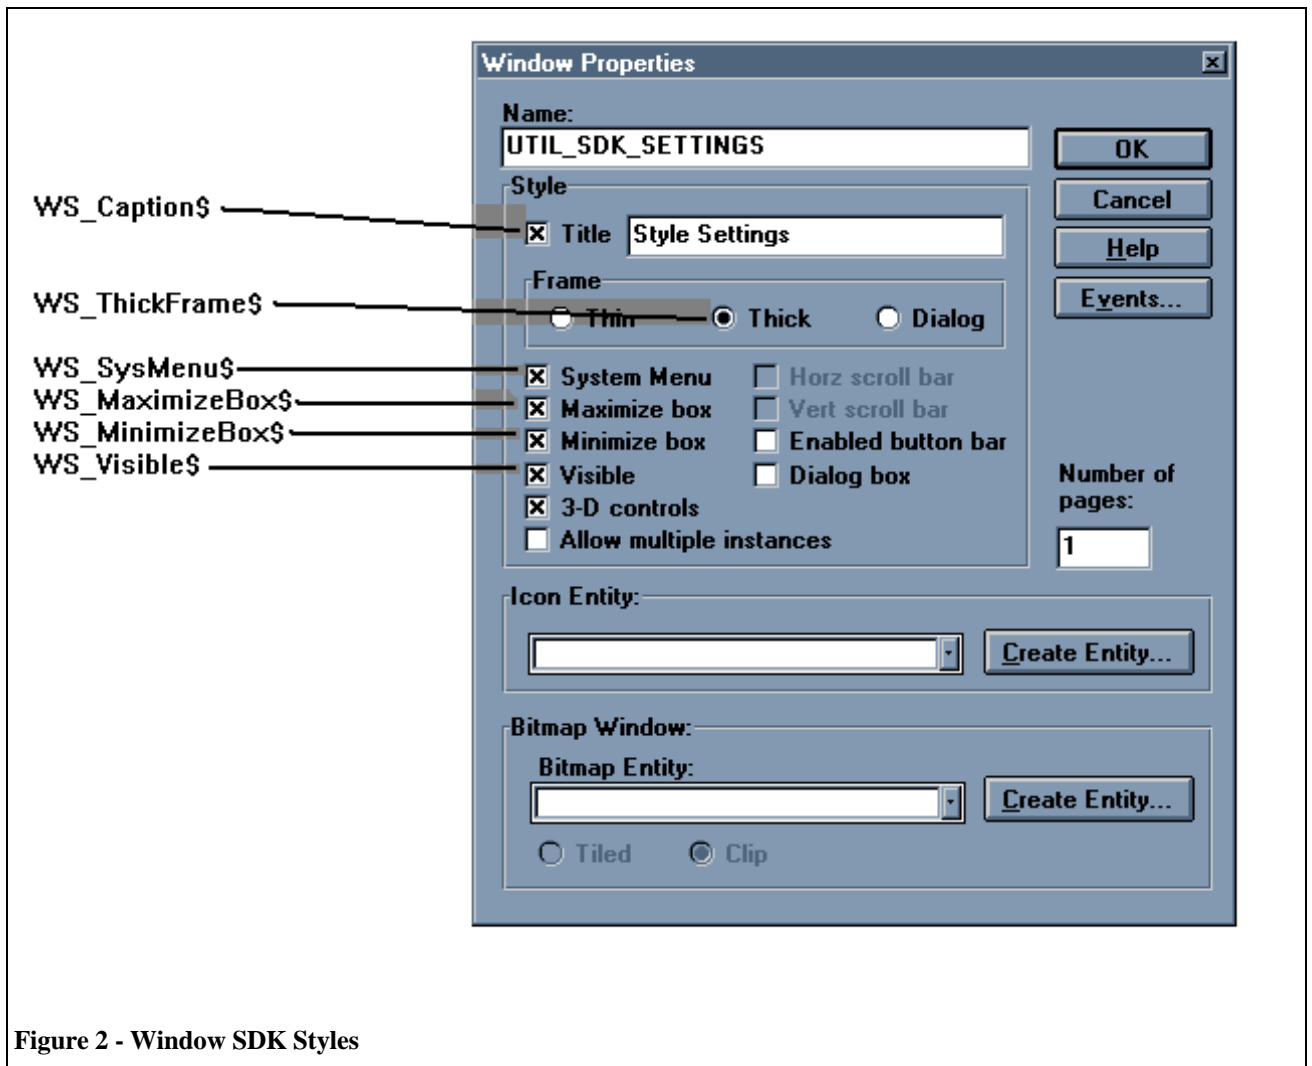 Window Properties
Name:
UTIL_SDK_SETTINGS
OK
Style
Cancel
WS_Caption$
Title Style Settings
Help
Frame
Events...
WS_ThickFrame$
Thin Thick Dialog
WS_SysMenu$
System Menu Horz scroll bar
WS_MaximizeBox$
Maximize box Vert scroll bar
WS_MinimizeBox$
Minimize box Enabled button bar
WS_Visible$
Visible Dialog box
Number of
pages:
3-D controls
Allow multiple instances
1
Icon Entity:
Create Entity...
Bitmap Window:
Bitmap Entity:
Create Entity...
Tiled Clip
Figure 2 - Window SDK Styles